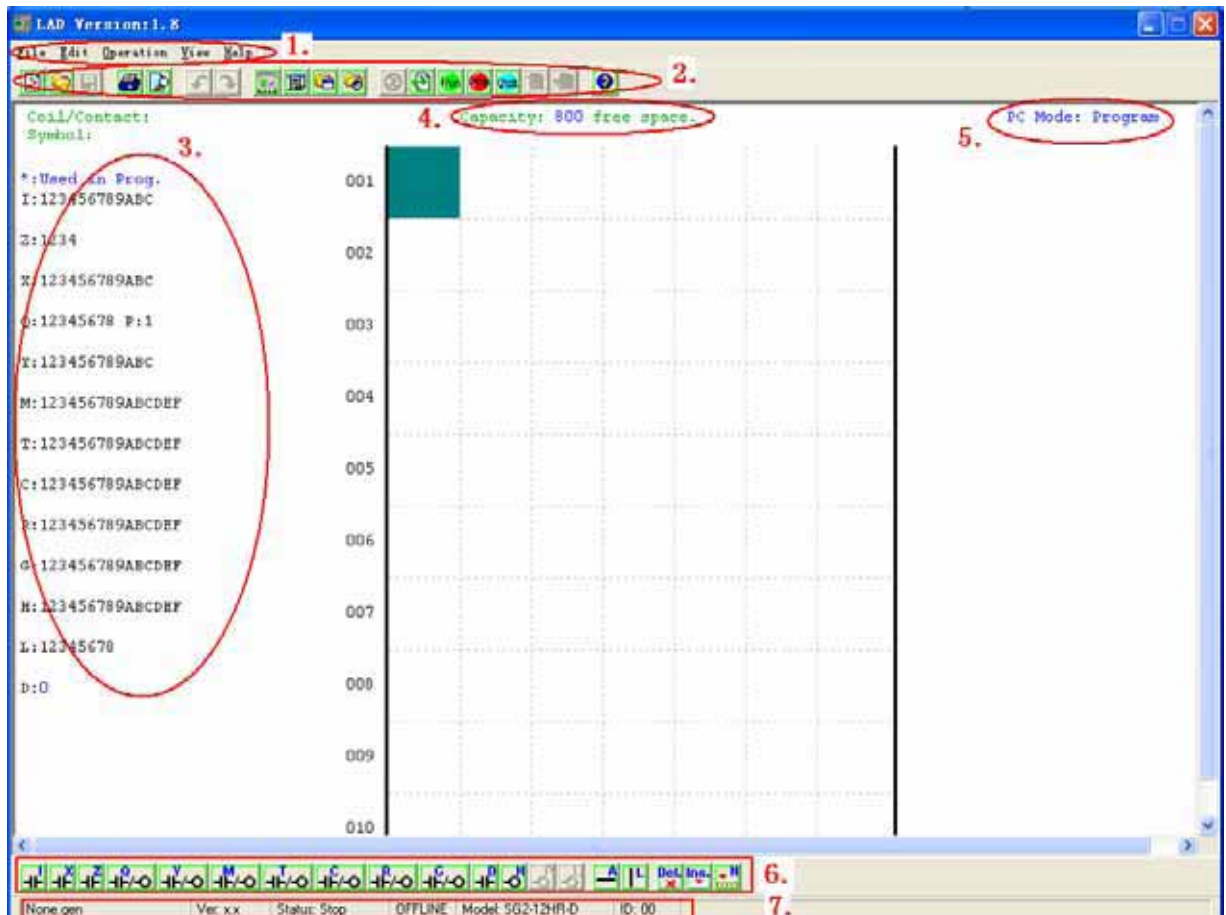 LAD Version:1.8
File Edit Operation View Help
1.
2.
Coil/Contact:
Symbol:
4. Capacity: 800 free space.
5. PC Mode: Program
3.
*:Used in Prog.
I:123456789ABC
Z:1234
X:123456789ABC
Q:12345678 P:1
Y:123456789ABC
M:123456789ABCDEF
T:123456789ABCDEF
C:123456789ABCDEF
R:123456789ABCDEF
G:123456789ABCDEF
H:123456789ABCDEF
L:12345678
D:0
001
002
003
004
005
006
007
008
009
010
I X Z Q Y M T C R G P H A L Del. Ins. N
6.
None.gen Ver: x.x Status: Stop OFFLINE Model: SG2-12HR-D ID: 00
7.